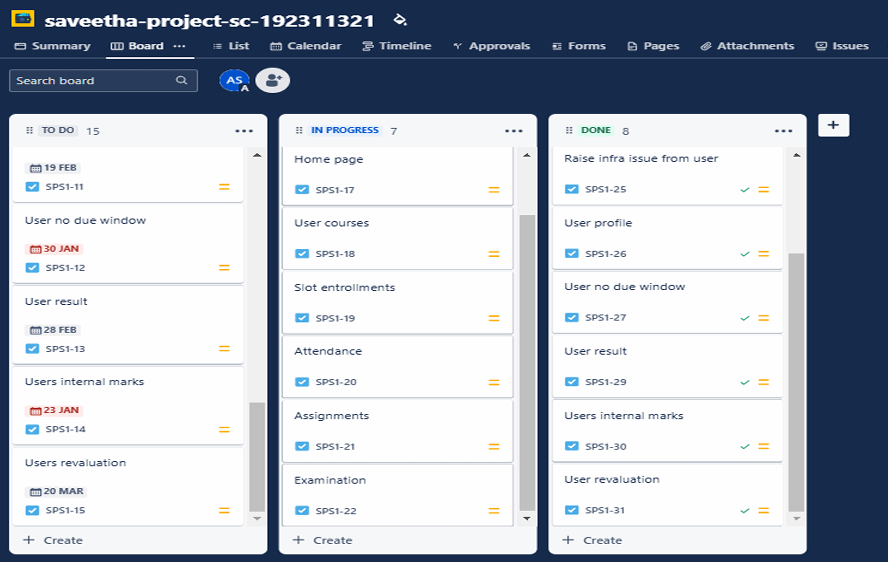 saveetha-project-sc-192311321
Summary Board List Calendar Timeline Approvals Forms Pages Attachments Issues
Search board
AS
A
TO DO 15
19 FEB
SPS1-11
User no due window
30 JAN
SPS1-12
User result
28 FEB
SPS1-13
Users internal marks
23 JAN
SPS1-14
Users revaluation
20 MAR
SPS1-15
+ Create
IN PROGRESS 7
Home page
SPS1-17
User courses
SPS1-18
Slot entrollments
SPS1-19
Attendance
SPS1-20
Assignments
SPS1-21
Examination
SPS1-22
+ Create
DONE 8
Raise infra issue from user
SPS1-25
User profile
SPS1-26
User no due window
SPS1-27
User result
SPS1-29
Users internal marks
SPS1-30
User revaluation
SPS1-31
+ Create